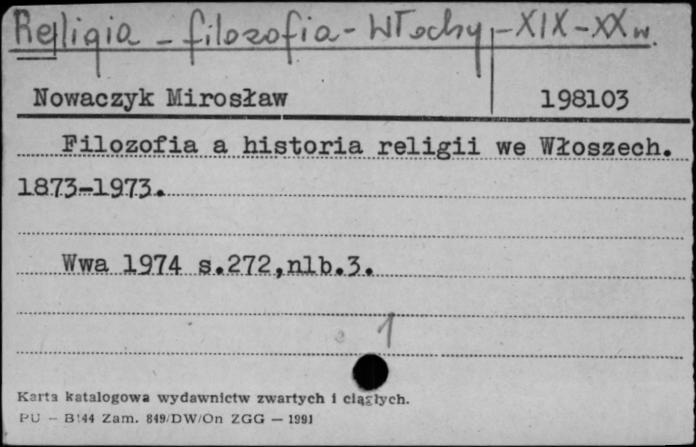 Religia - filozofia - Włochy - XIX - XX w.
Nowaczyk Mirosław 198103
Filozofia a historia religii we Włoszech.
1873-1973.
Wwa 1974 s.272,nlb.3.
1
Karta katalogowa wydawnictw zwartych i ciągłych.
PU - B144 Zam. 849/DW/On ZGG - 1991